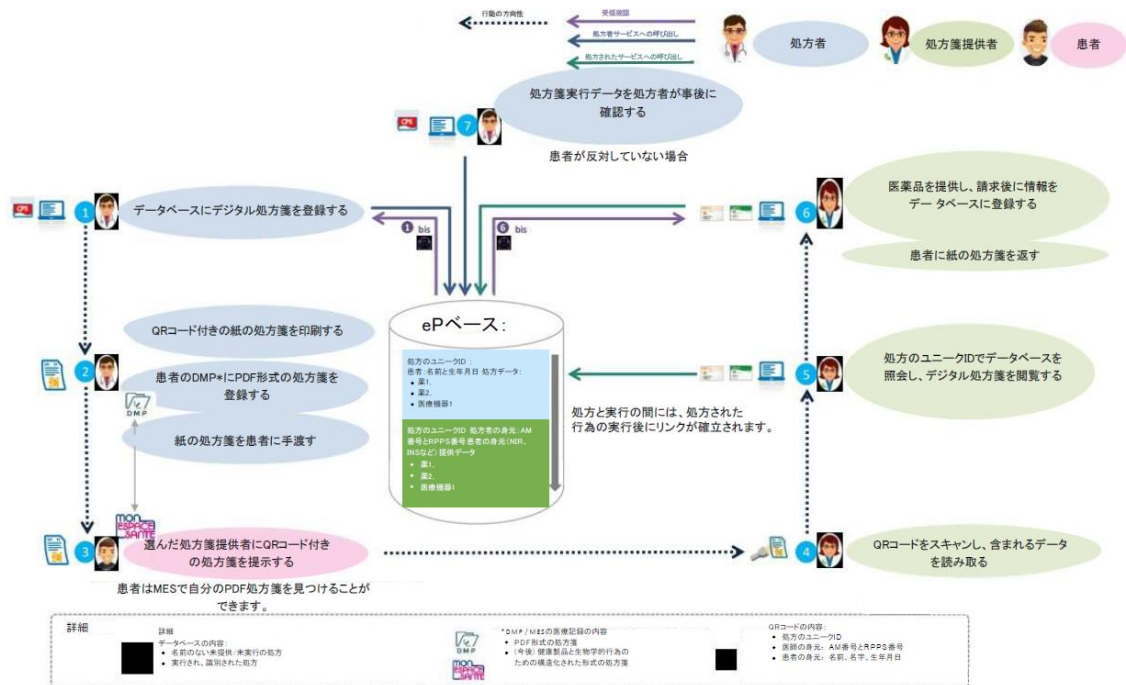 行動の方向性
受領確認
処方者サービスへの呼び出し
処方されたサービスへの呼び出し
処方者
処方箋提供者
患者
処方箋実行データを処方者が事後に
確認する
CPS
7
患者が反対していない場合
CPS
1
データベースにデジタル処方箋を登録する
1 bis
6 bis
6
医薬品を提供し、請求後に情報を
デー タベースに登録する
患者に紙の処方箋を返す
QRコード付きの紙の処方箋を印刷する
2
患者のDMP*にPDF形式の処方箋を
登録する
DMP
紙の処方箋を患者に手渡す
ePベース:
処方のユニークID :
患者:名前と生年月日 処方データ:
• 薬1,
• 薬2,
• 医療機器1
処方のユニークID 処方者の身元:AM
番号とRPPS番号患者の身元(NIR、
INSなど)提供データ
• 薬1,
• 薬2,
• 医療機器1
処方と実行の間には、処方された
行為の実行後にリンクが確立されます。
5
処方のユニークIDでデータベースを
照会し、デジタル処方を閲覧する
MON
ESPACE
SANTÉ
3
選んだ処方箋提供者にQRコード付き
の処方箋を提示する
患者はMESで自分のPDF処方箋を見つけることが
できます。
4
QRコードをスキャンし、含まれるデータ
を読み取る
詳細
詳細
データベースの内容:
• 名前のない未提供/未実行の処方
• 実行され、識別された処方
DMP
MON
ESPACE
SANTÉ
*DMP/MESの医療記録の内容
• PDF形式の処方箋
• (今後)健康製品と生物学的行為の
ための構造化された形式の処方箋
QRコードの内容:
• 処方のユニークID
• 医師の身元: AM番号とRPPS番号
• 患者の身元: 名前、名字、生年月日